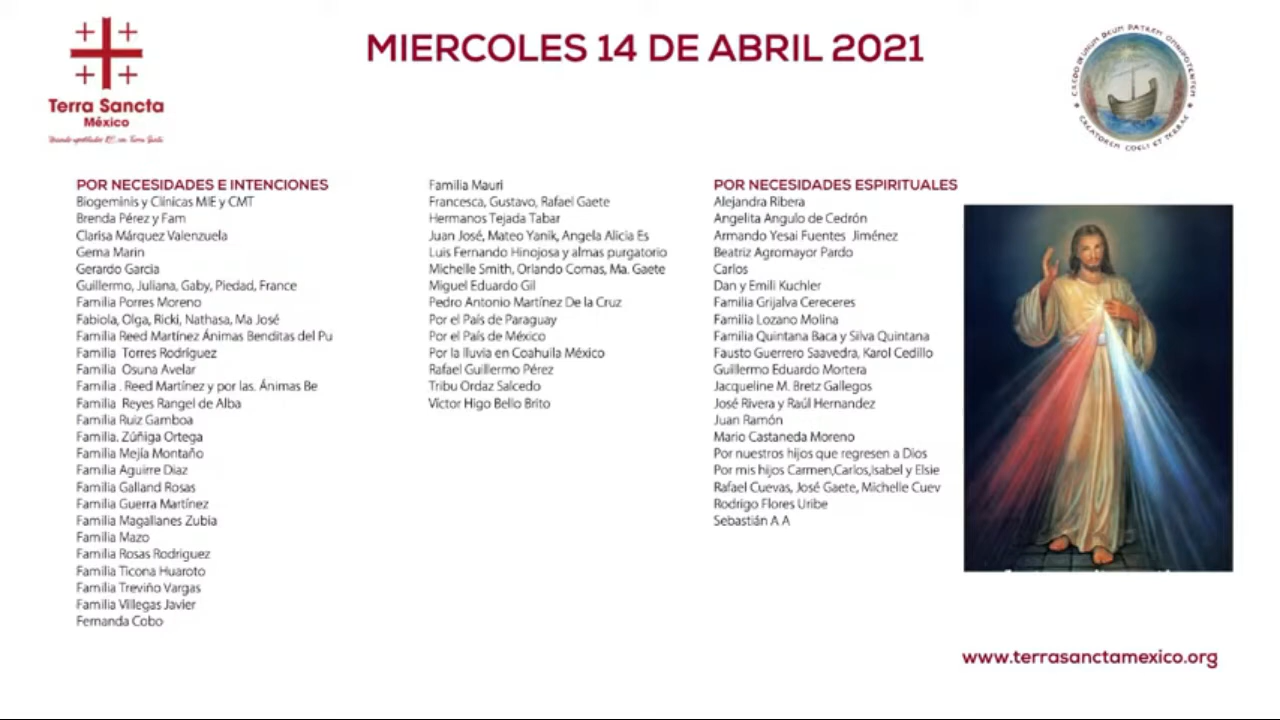 MIERCOLES 14 DE ABRIL 2021
Terra Sancta
México
CREDO IN UNUM DEUM PATREM OMNIPOTENTEM
CREATOREM COELI ET TERRAE
POR NECESIDADES E INTENCIONES
Biogeminis y Clínicas MIE y CMT
Brenda Pérez y Fam
Clarisa Márquez Valenzuela
Gema Marin
Gerardo Garcia
Guillermo, Juliana, Gaby, Piedad, France
Familia Porres Moreno
Fabiola, Olga, Ricki, Nathasa, Ma José
Familia Reed Martínez Ánimas Benditas del Pu
Familia  Torres Rodríguez
Familia  Osuna Avelar
Familia . Reed Martínez y por las. Ánimas Be
Familia  Reyes Rangel de Alba
Familia Ruiz Gamboa
Familia. Zúñiga Ortega
Familia Mejía Montaño
Familia Aguirre Diaz
Familia Galland Rosas
Familia Guerra Martínez
Familia Magallanes Zubia
Familia Mazo
Familia Rosas Rodriguez
Familia Ticona Huaroto
Familia Treviño Vargas
Familia Villegas Javier
Fernanda Cobo
Familia Mauri
Francesca, Gustavo, Rafael Gaete
Hermanos Tejada Tabar
Juan José, Mateo Yanik, Angela Alicia Es
Luis Fernando Hinojosa y almas purgatorio
Michelle Smith, Orlando Comas, Ma. Gaete
Miguel Eduardo Gil
Pedro Antonio Martínez De la Cruz
Por el País de Paraguay
Por el País de México
Por la lluvia en Coahuila México
Rafael Guillermo Pérez
Tribu Ordaz Salcedo
Víctor Higo Bello Brito
POR NECESIDADES ESPIRITUALES
Alejandra Ribera
Angelita Angulo de Cedrón
Armando Yesai Fuentes  Jiménez
Beatriz Agromayor Pardo
Carlos
Dan y Emili Kuchler
Familia Grijalva Cereceres
Familia Lozano Molina
Familia Quintana Baca y Silva Quintana
Fausto Guerrero Saavedra, Karol Cedillo
Guillermo Eduardo Mortera
Jacqueline M. Bretz Gallegos
José Rivera y Raúl Hernandez
Juan Ramón
Mario Castaneda Moreno
Por nuestros hijos que regresen a Dios
Por mis hijos Carmen,Carlos,Isabel y Elsie
Rafael Cuevas, José Gaete, Michelle Cuev
Rodrigo Flores Uribe
Sebastián A A
www.terrasanctamexico.org